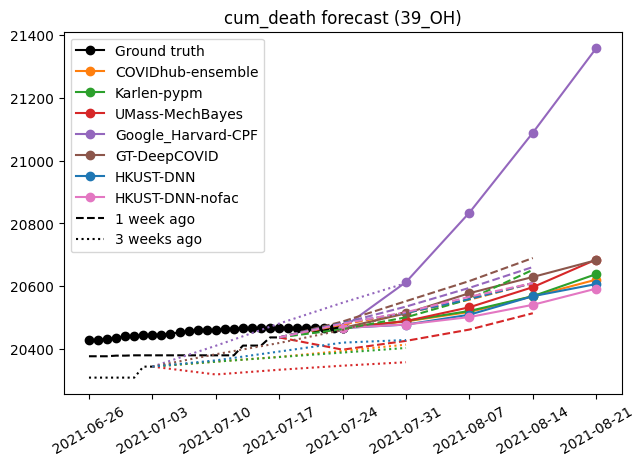 cum_death forecast (39_OH)
21400
21200
21000
20800
20600
20400
Ground truth
COVIDhub-ensemble
Karlen-pypm
UMass-MechBayes
Google_Harvard-CPF
GT-DeepCOVID
HKUST-DNN
HKUST-DNN-nofac
1 week ago
3 weeks ago
2021-06-26
2021-07-03
2021-07-10
2021-07-17
2021-07-24
2021-07-31
2021-08-07
2021-08-14
2021-08-21